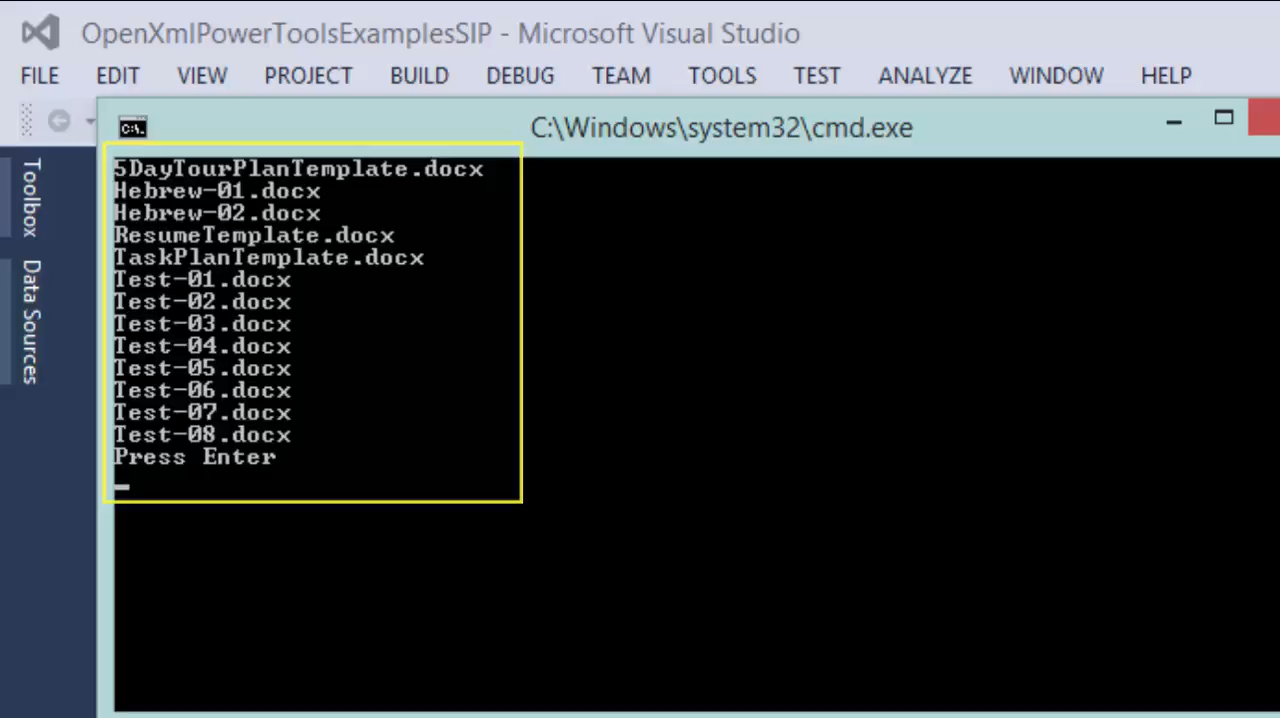 OpenXmlPowerToolsExamplesSIP - Microsoft Visual Studio
FILE EDIT VIEW PROJECT BUILD DEBUG TEAM TOOLS TEST ANALYZE WINDOW HELP
C:\Windows\system32\cmd.exe
C:\.
Toolbox
Data Sources
5DayTourPlanTemplate.docx
Hebrew-01.docx
Hebrew-02.docx
ResumeTemplate.docx
TaskPlanTemplate.docx
Test-01.docx
Test-02.docx
Test-03.docx
Test-04.docx
Test-05.docx
Test-06.docx
Test-07.docx
Test-08.docx
Press Enter